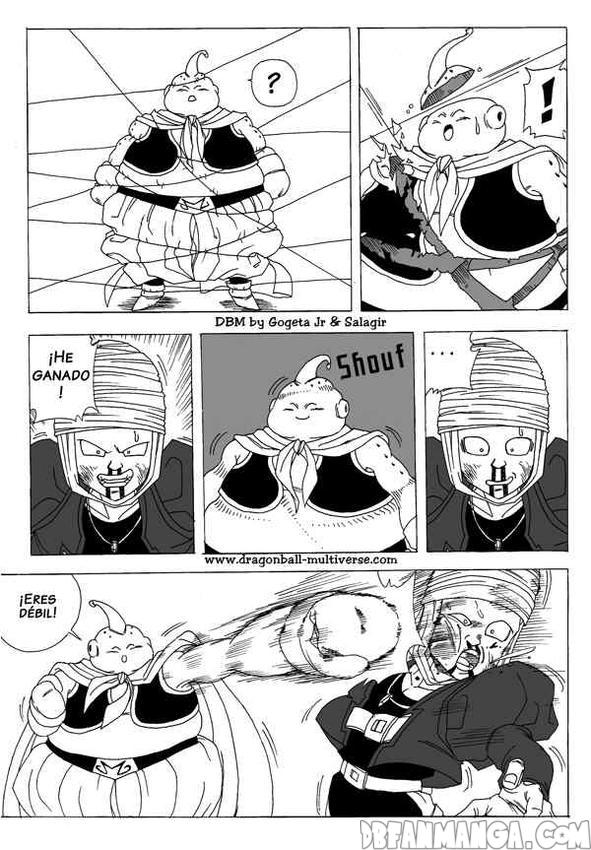 ?
!
DBM by Gogeta Jr & Salagir
¡HE
GANADO
!
Shouf
...
www.dragonball-multiverse.com
¡ERES
DÉBIL!
...
DBFANMANGA.COM